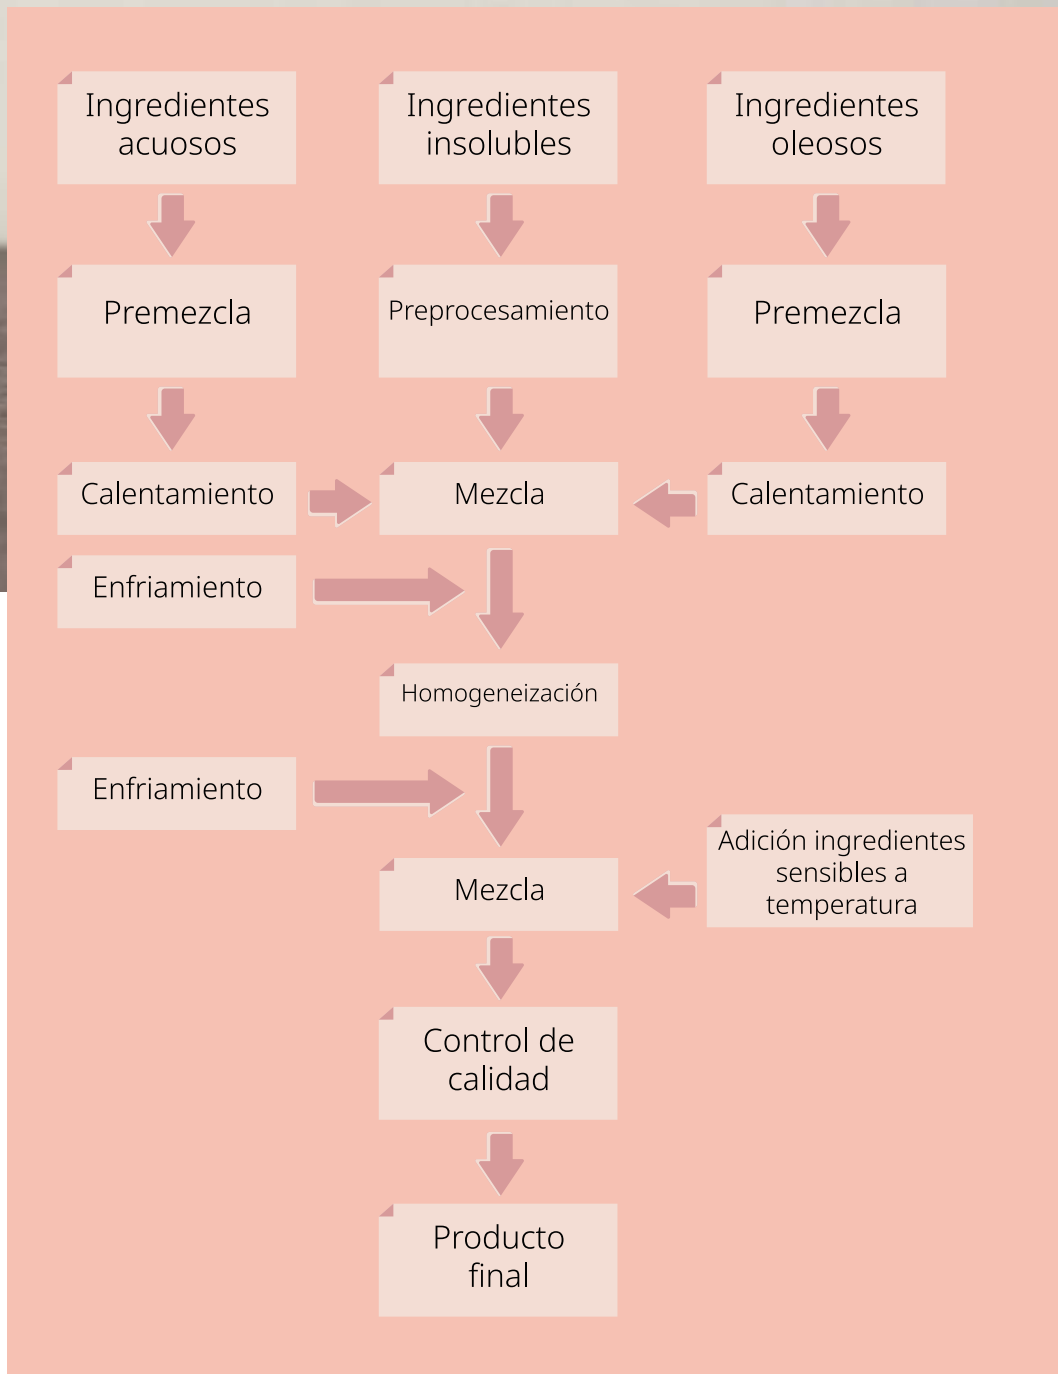 Ingredientes
acuosos
Ingredientes
insolubles
Ingredientes
oleosos
Premezcla
Preprocesamiento
Premezcla
Calentamiento
Mezcla
Calentamiento
Enfriamiento
Homogeneización
Enfriamiento
Adición ingredientes
sensibles a
temperatura
Mezcla
Control de
calidad
Producto
final